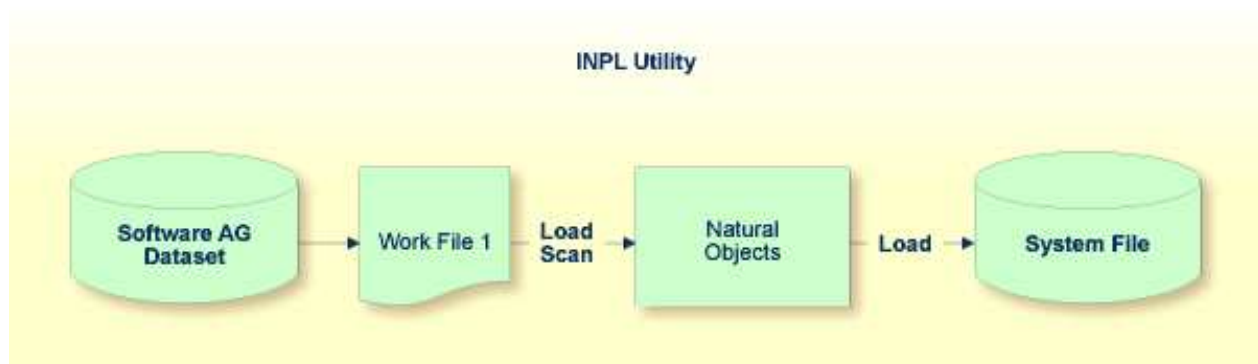 INPL Utility
Software AG
Dataset
Work File 1
Load
Scan
Natural
Objects
Load
System File